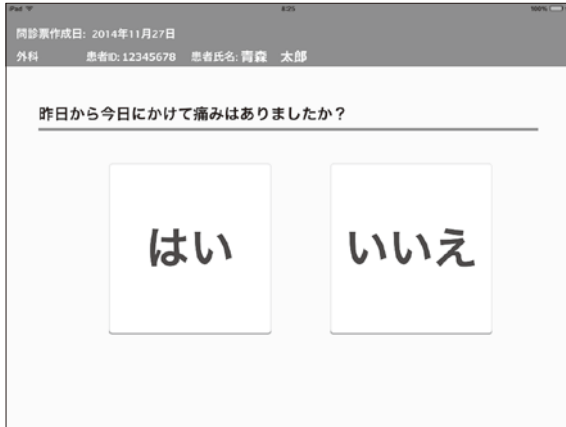 iPad 8:25 100%
問診票作成日: 2014年11月27日
外科 患者ID: 12345678 患者氏名: 青森 太郎
昨日から今日にかけて痛みはありましたか？
はい いいえ